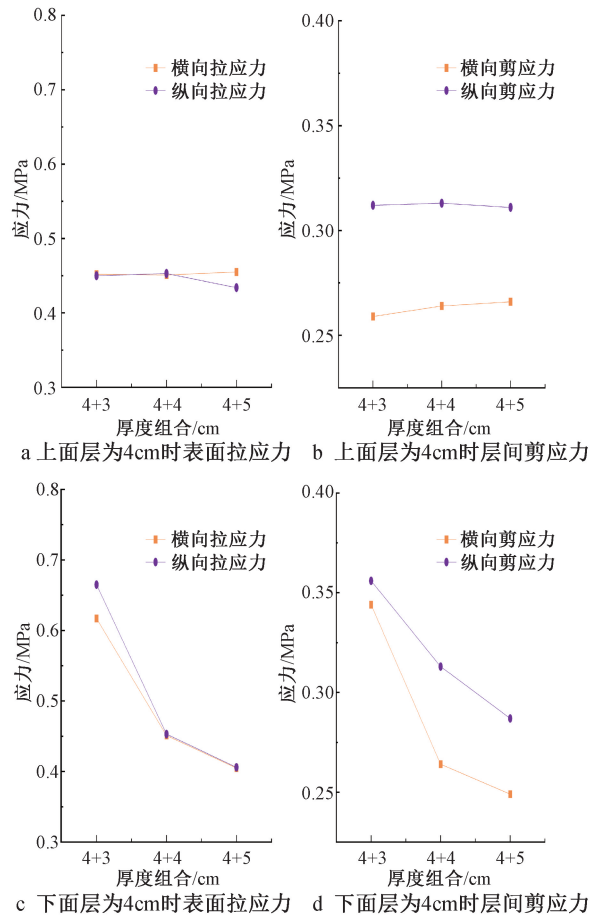 0.8
0.7
0.6
0.45
0.4
0.3
应力/MPa
横向拉应力
纵向拉应力
4+3 4+4 4+5
厚度组合/cm
a 上面层为4cm时表面拉应力
0.40
0.35
0.30
0.25
应力/MPa
横向剪应力
纵向剪应力
4+3 4+4 4+5
厚度组合/cm
b 上面层为4cm时层间剪应力
0.8
0.7
0.6
0.45
0.4
0.3
应力/MPa
横向拉应力
纵向拉应力
4+3 4+4 4+5
厚度组合/cm
c 下面层为4cm时表面拉应力
0.40
0.35
0.30
0.25
应力/MPa
横向剪应力
纵向剪应力
4+3 4+4 4+5
厚度组合/cm
d 下面层为4cm时层间剪应力